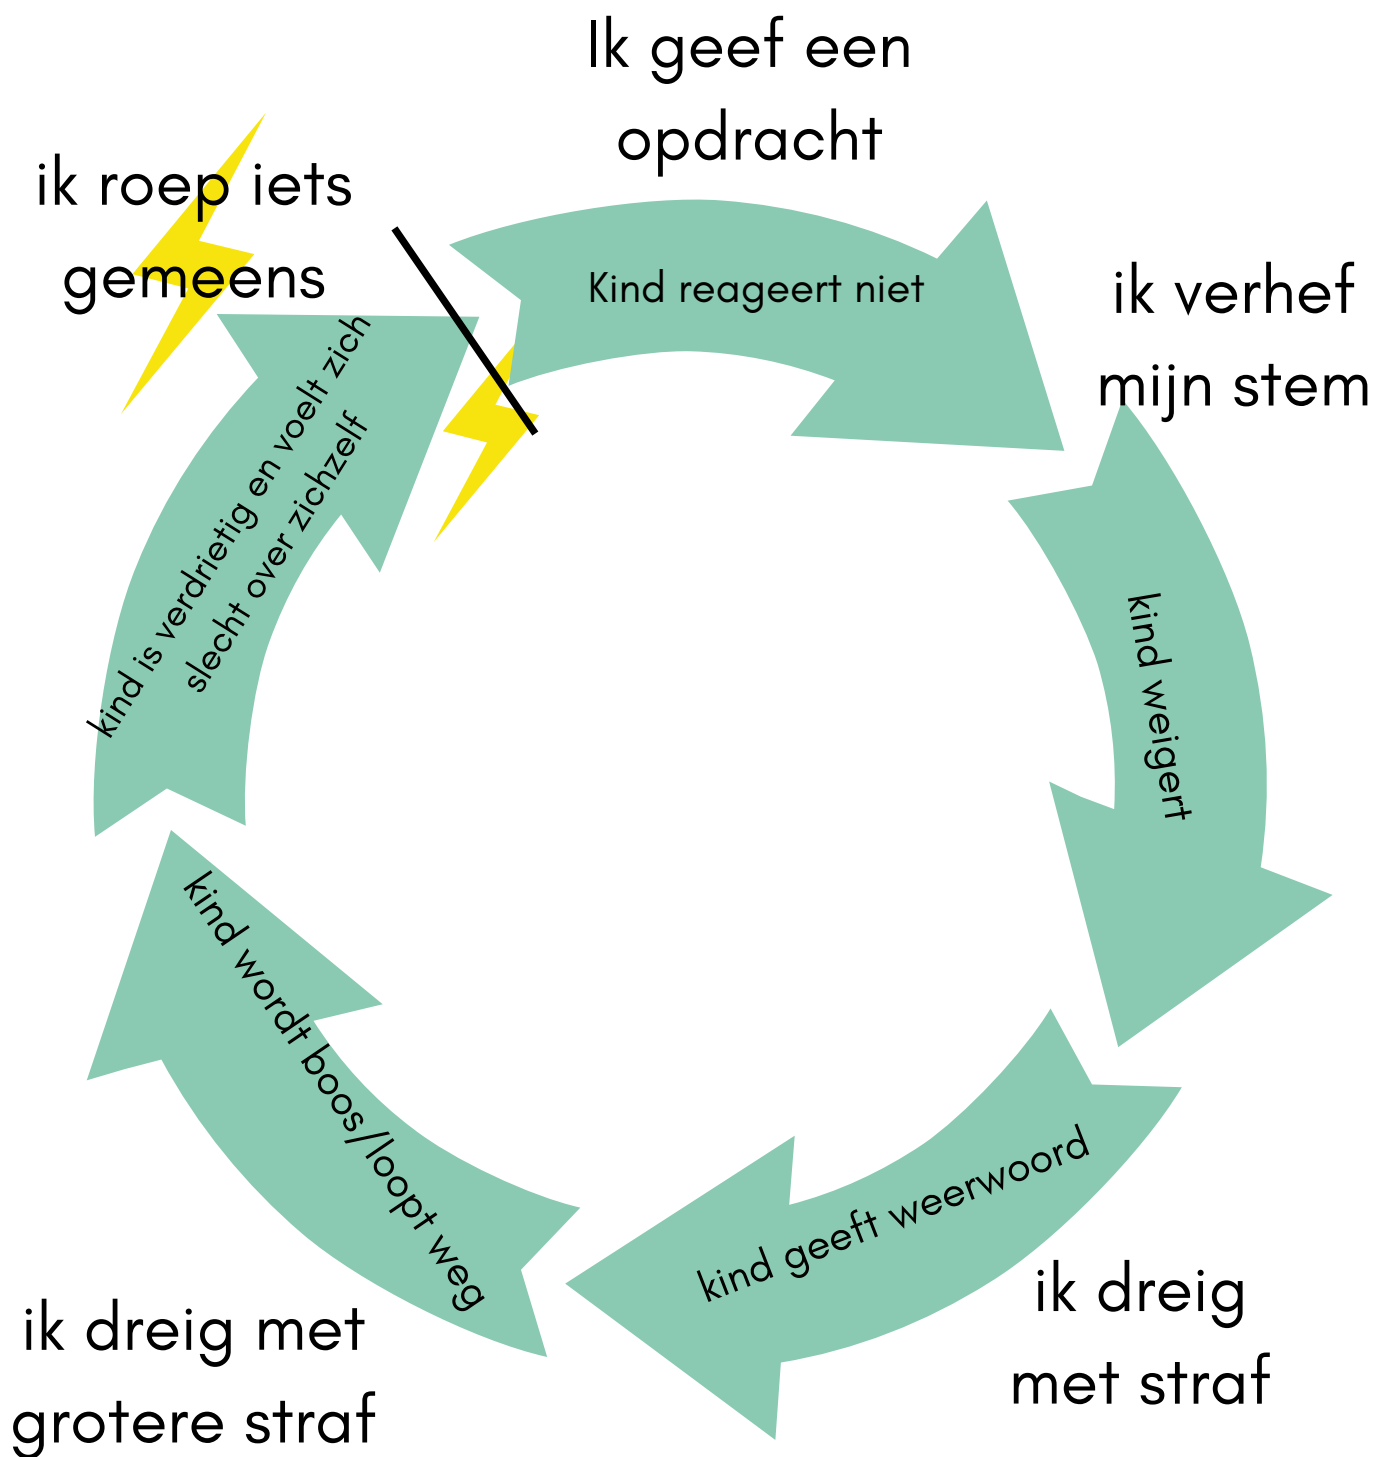 Ik geef een
opdracht
Kind reageert niet
ik verhef
mijn stem
kind weigert
ik dreig
met straf
kind geeft weerwoord
ik dreig met
grotere straf
kind wordt boos/loopt weg
ik roep iets
gemeens
kind is verdrietig en voelt zich
slecht over zichzelf